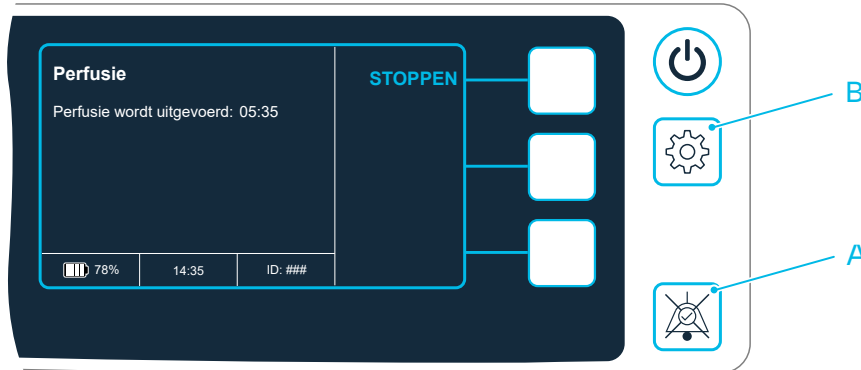 Perfusie
STOPPEN
Perfusie wordt uitgevoerd: 05:35
B
A
78%
14:35
ID: ###